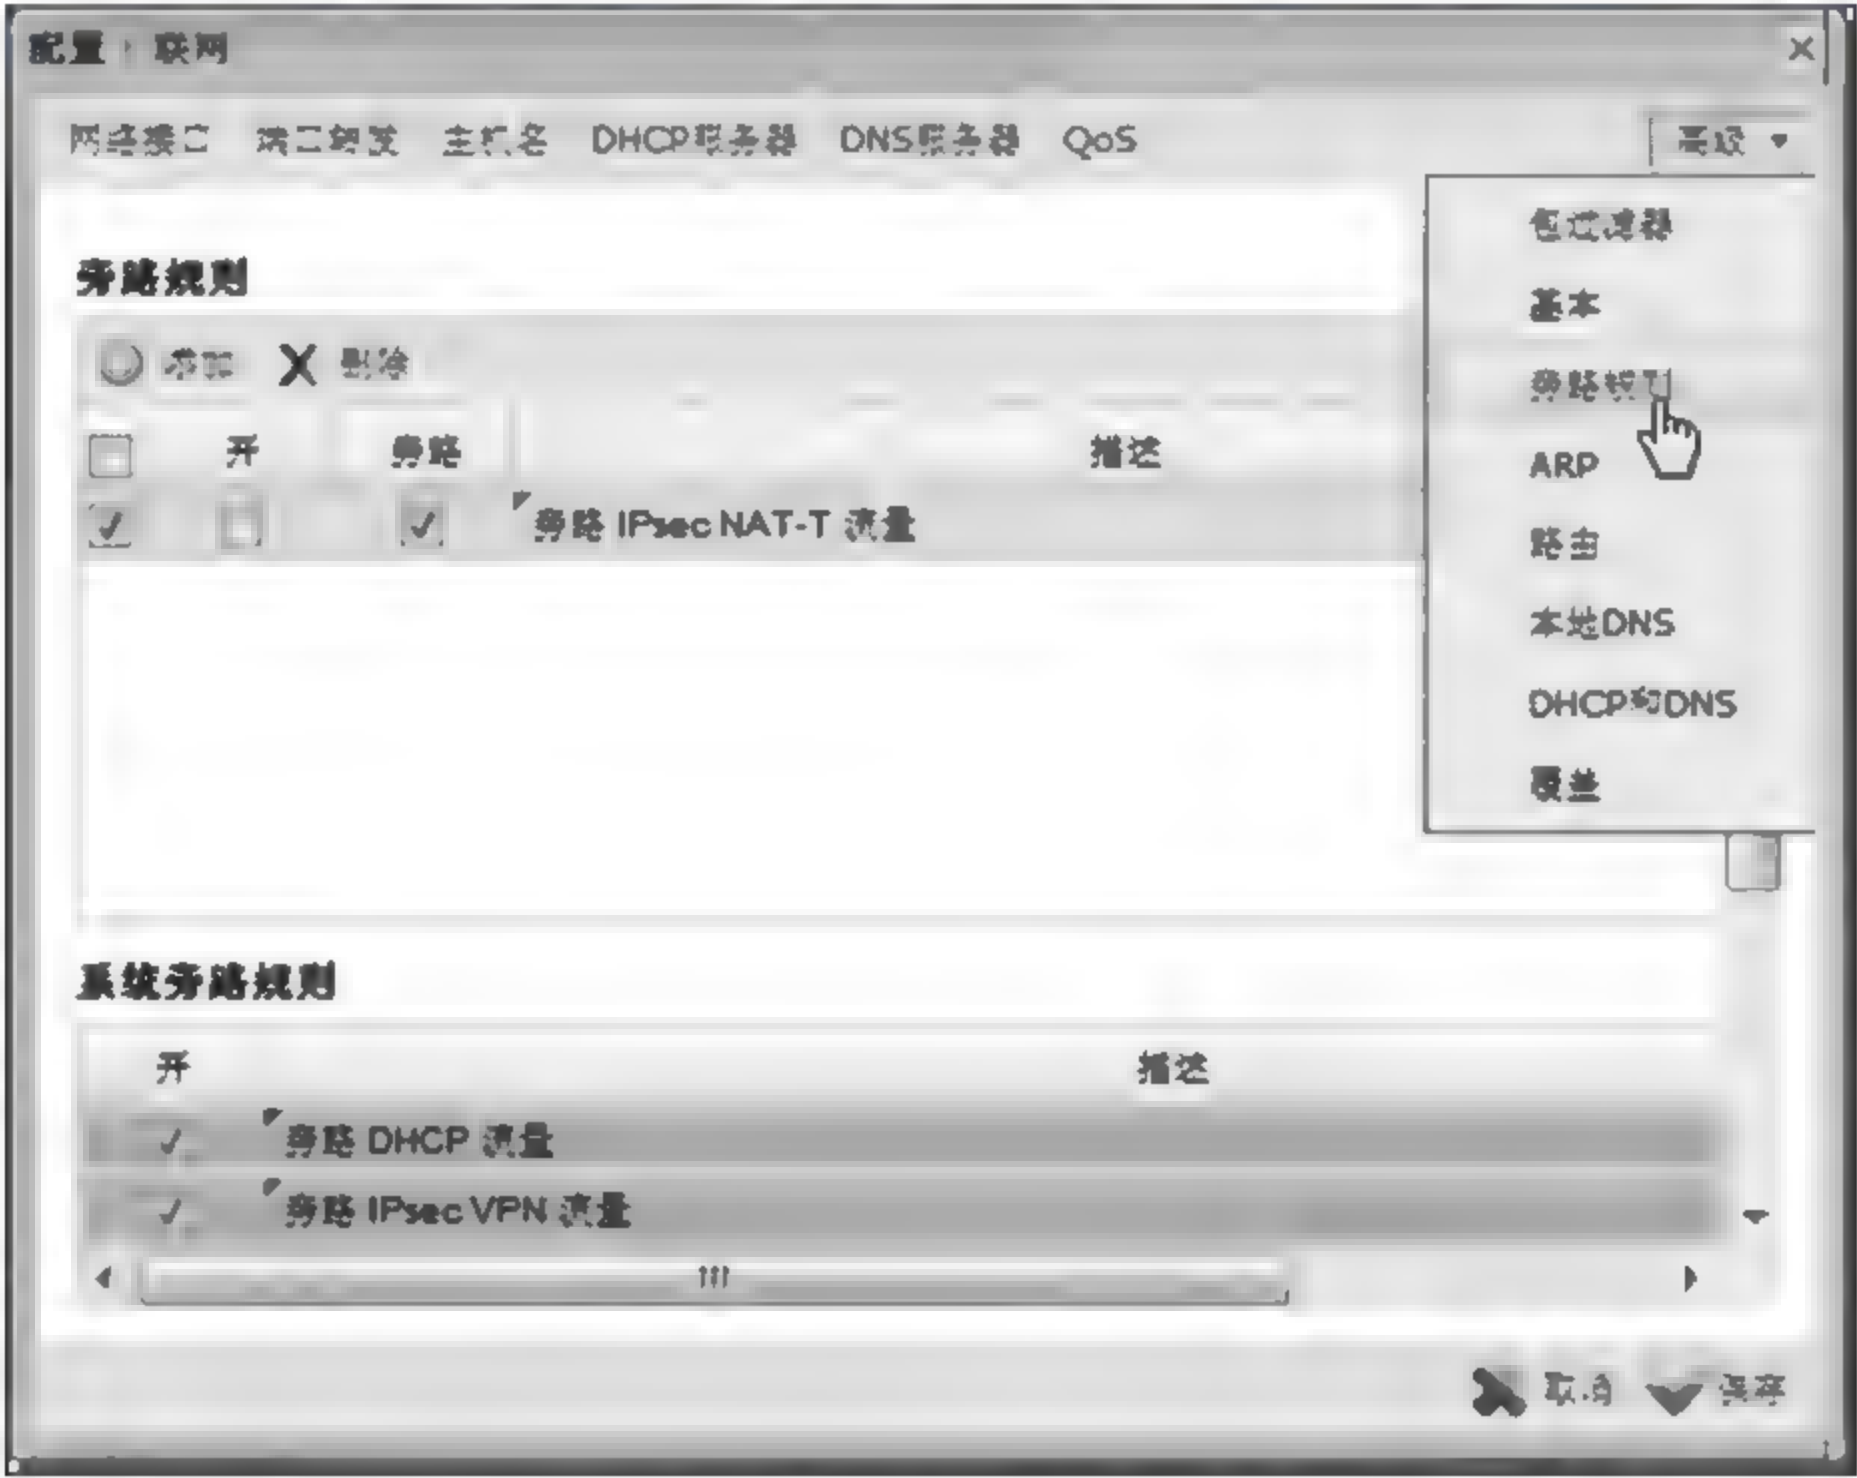 配置 › 联网
网络接口 端口转发 主机名 DHCP服务器 DNS服务器 QoS 高级
包过滤器
基本
旁路规则
ARP
路由
本地DNS
DHCP和DNS
覆盖
旁路规则
添加 删除
开 旁路 描述
旁路 IPsec NAT-T 流量
系统旁路规则
开 描述
旁路 DHCP 流量
旁路 IPsec VPN 流量
取消 保存